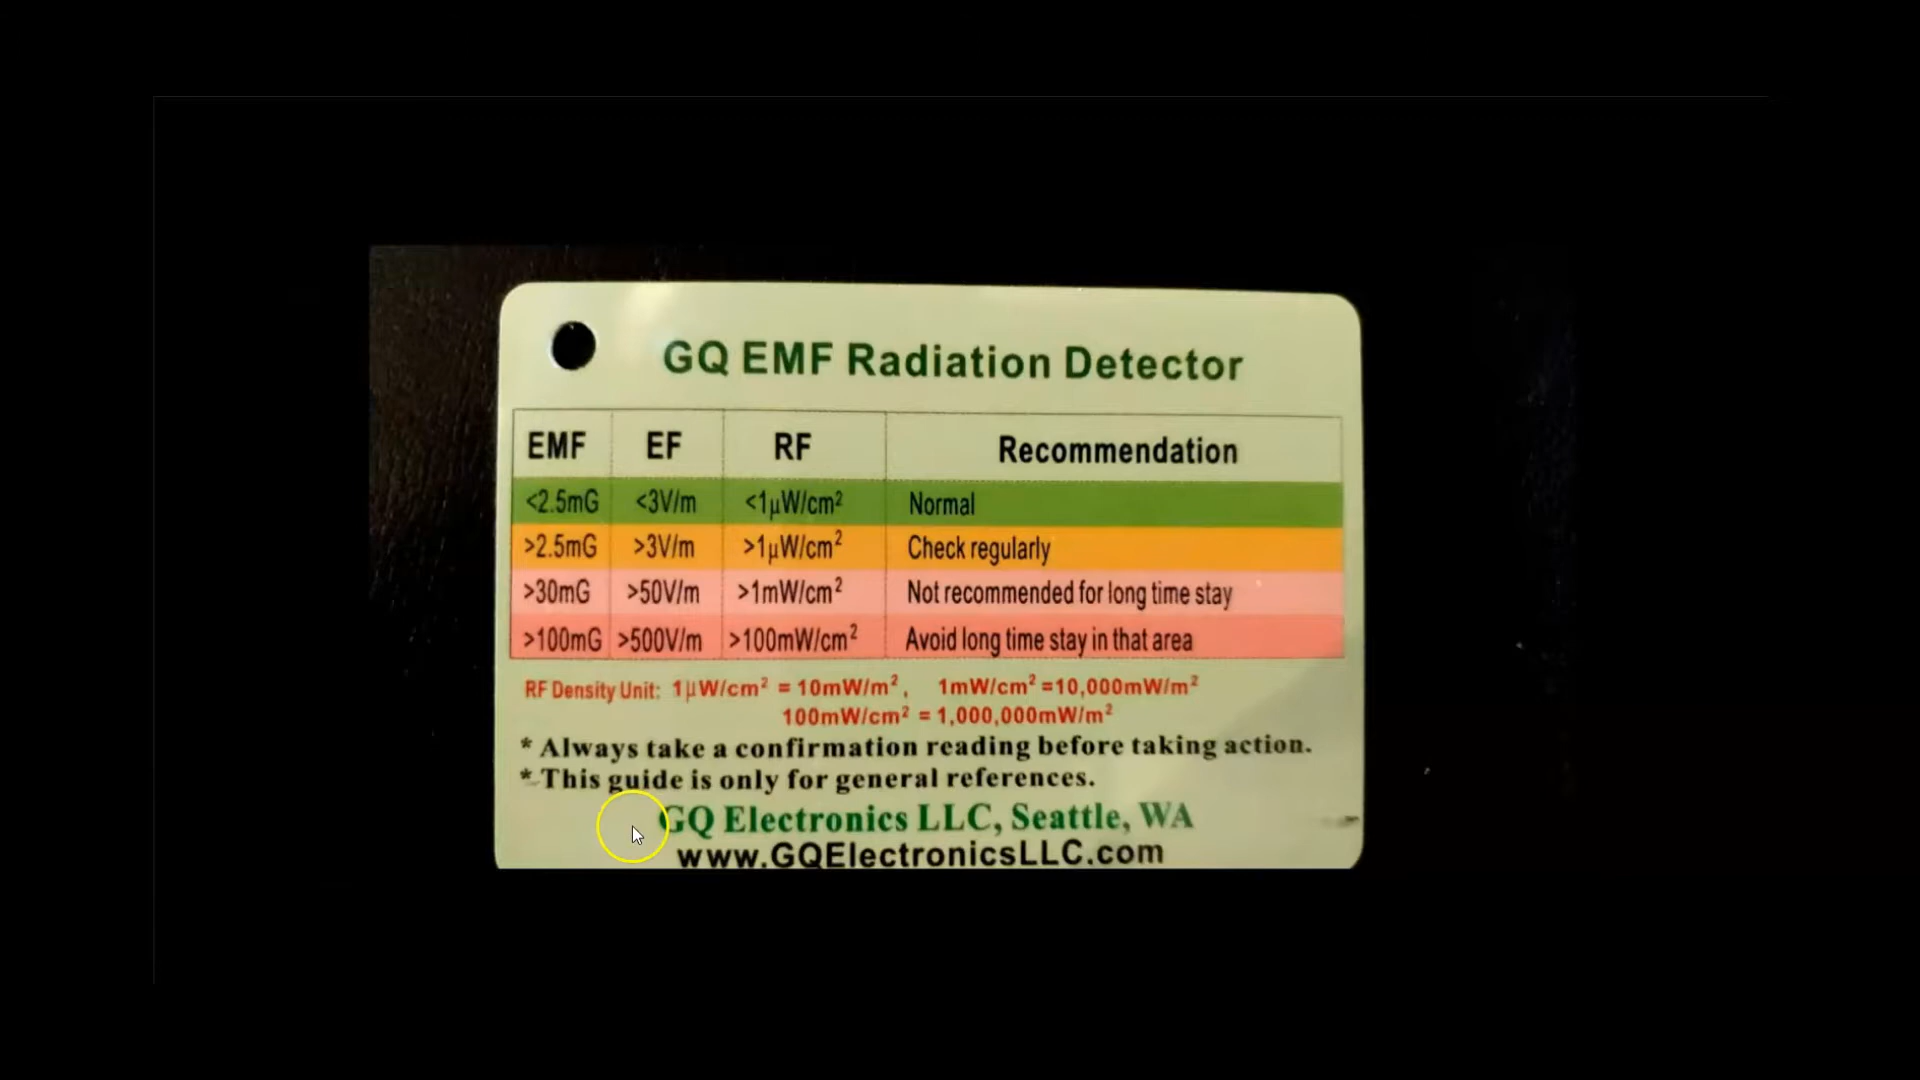 GQ EMF Radiation Detector
EMF EF RF Recommendation
<2.5mG <3V/m <1μW/cm² Normal
>2.5mG >3V/m >1μW/cm² Check regularly
>30mG >50V/m >1mW/cm² Not recommended for long time stay
>100mG >500V/m >100mW/cm² Avoid long time stay in that area
RF Density Unit: 1μW/cm² = 10mW/m², 1mW/cm² =10,000mW/m²
100mW/cm² = 1,000,000mW/m²
* Always take a confirmation reading before taking action.
* This guide is only for general references.
GQ Electronics LLC, Seattle, WA
www.GQElectronicsLLC.com